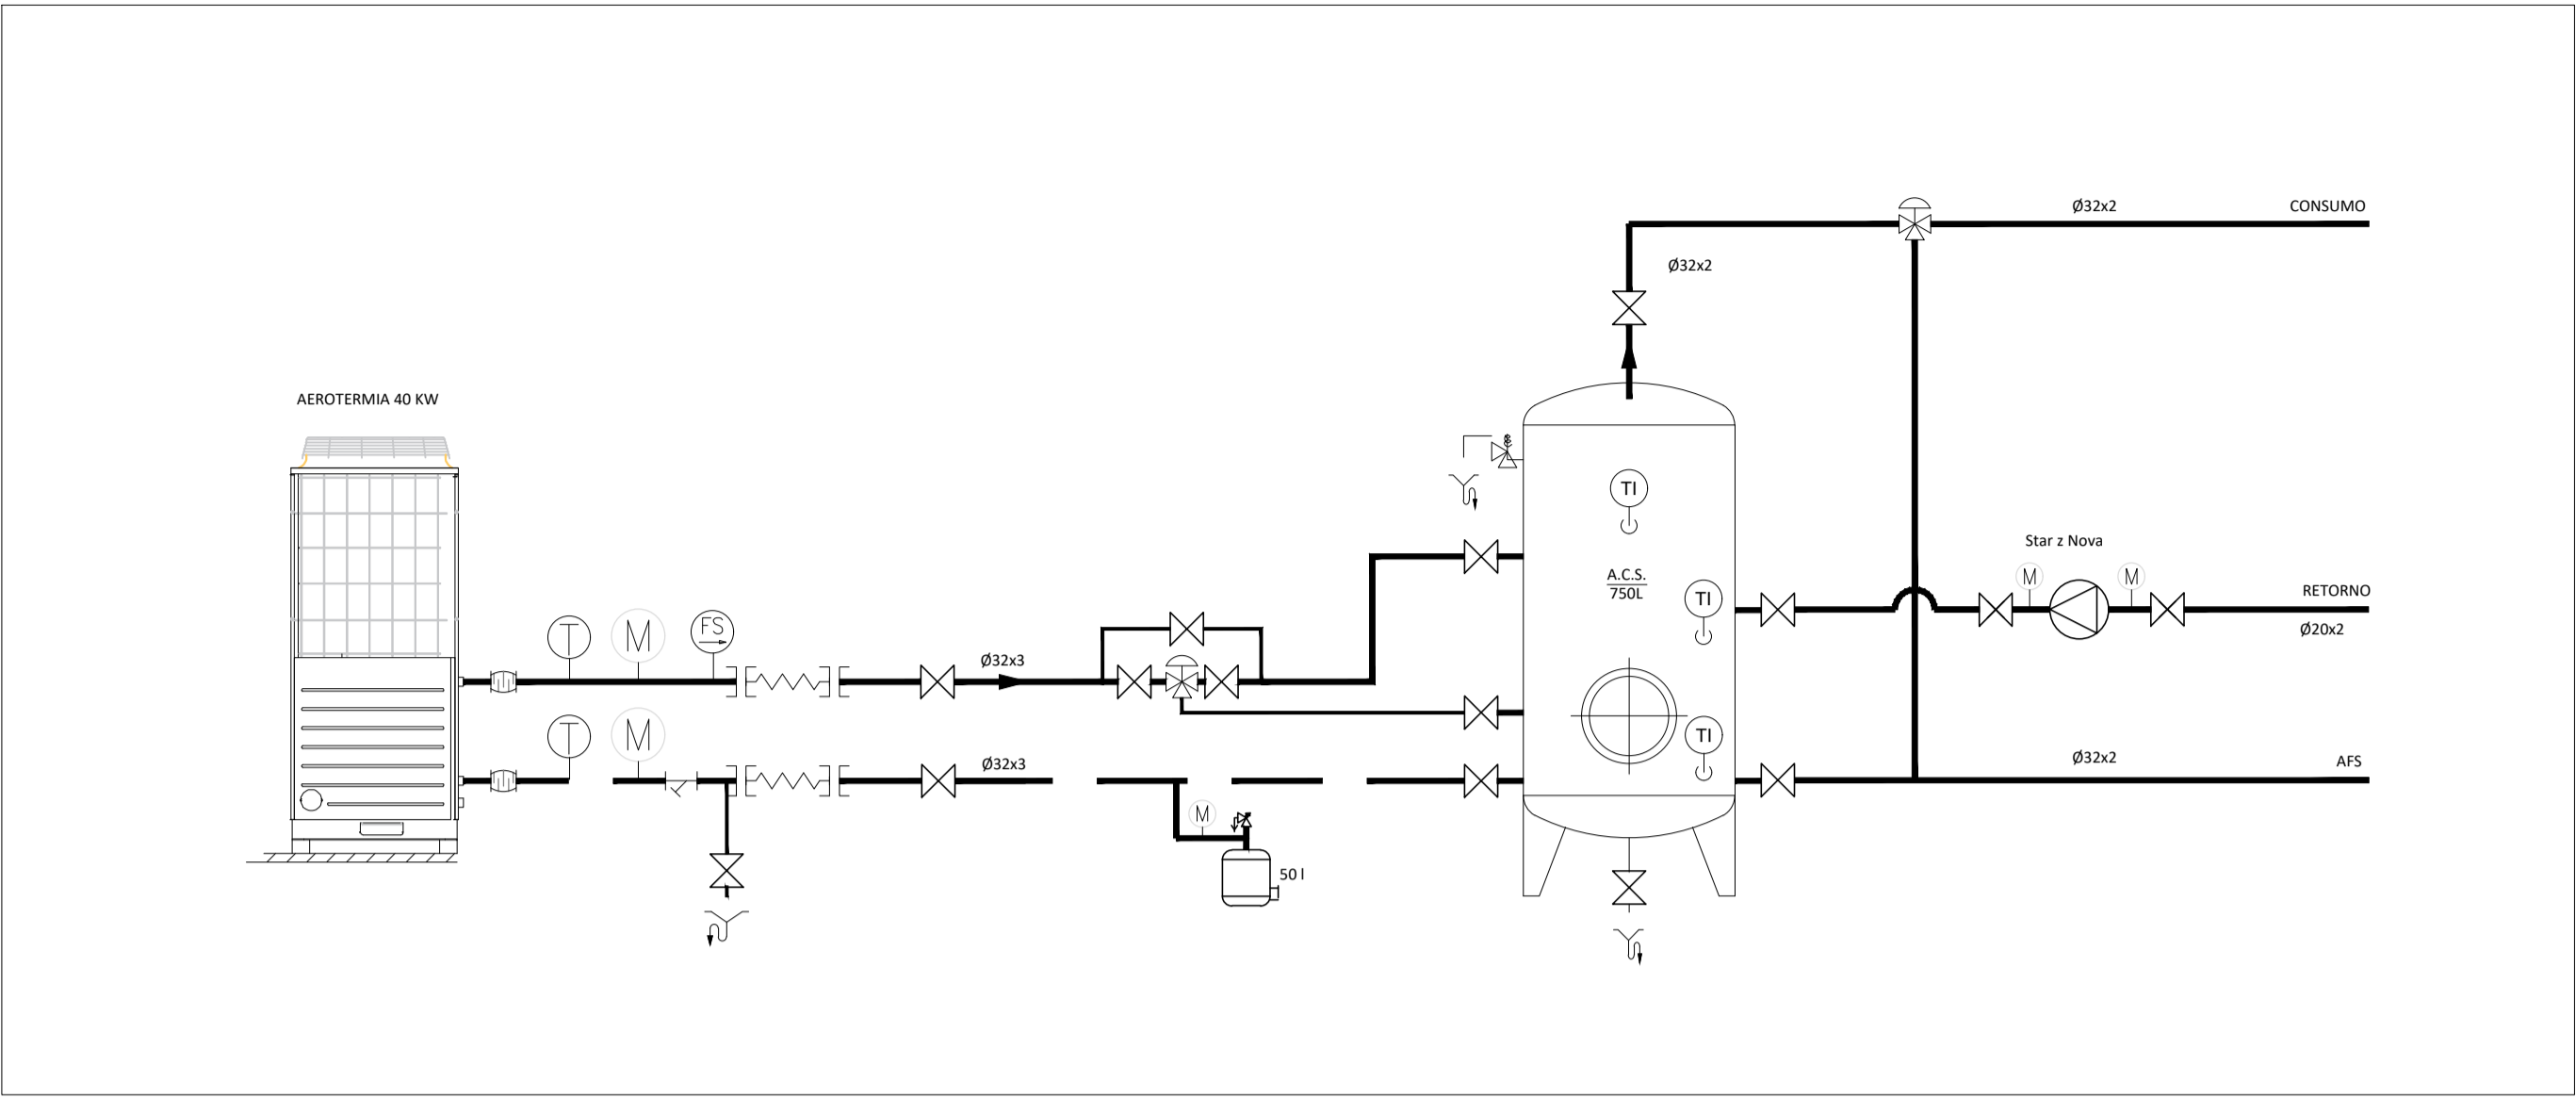 Ø32x2
CONSUMO
Ø32x2
AEROTERMIA 40 KW
TI
Star z Nova
A.C.S.
750L
TI
M
M
RETORNO
Ø20x2
T
M
FS
Ø32x3
T
M
Ø32x3
TI
Ø32x2
AFS
M
50 l